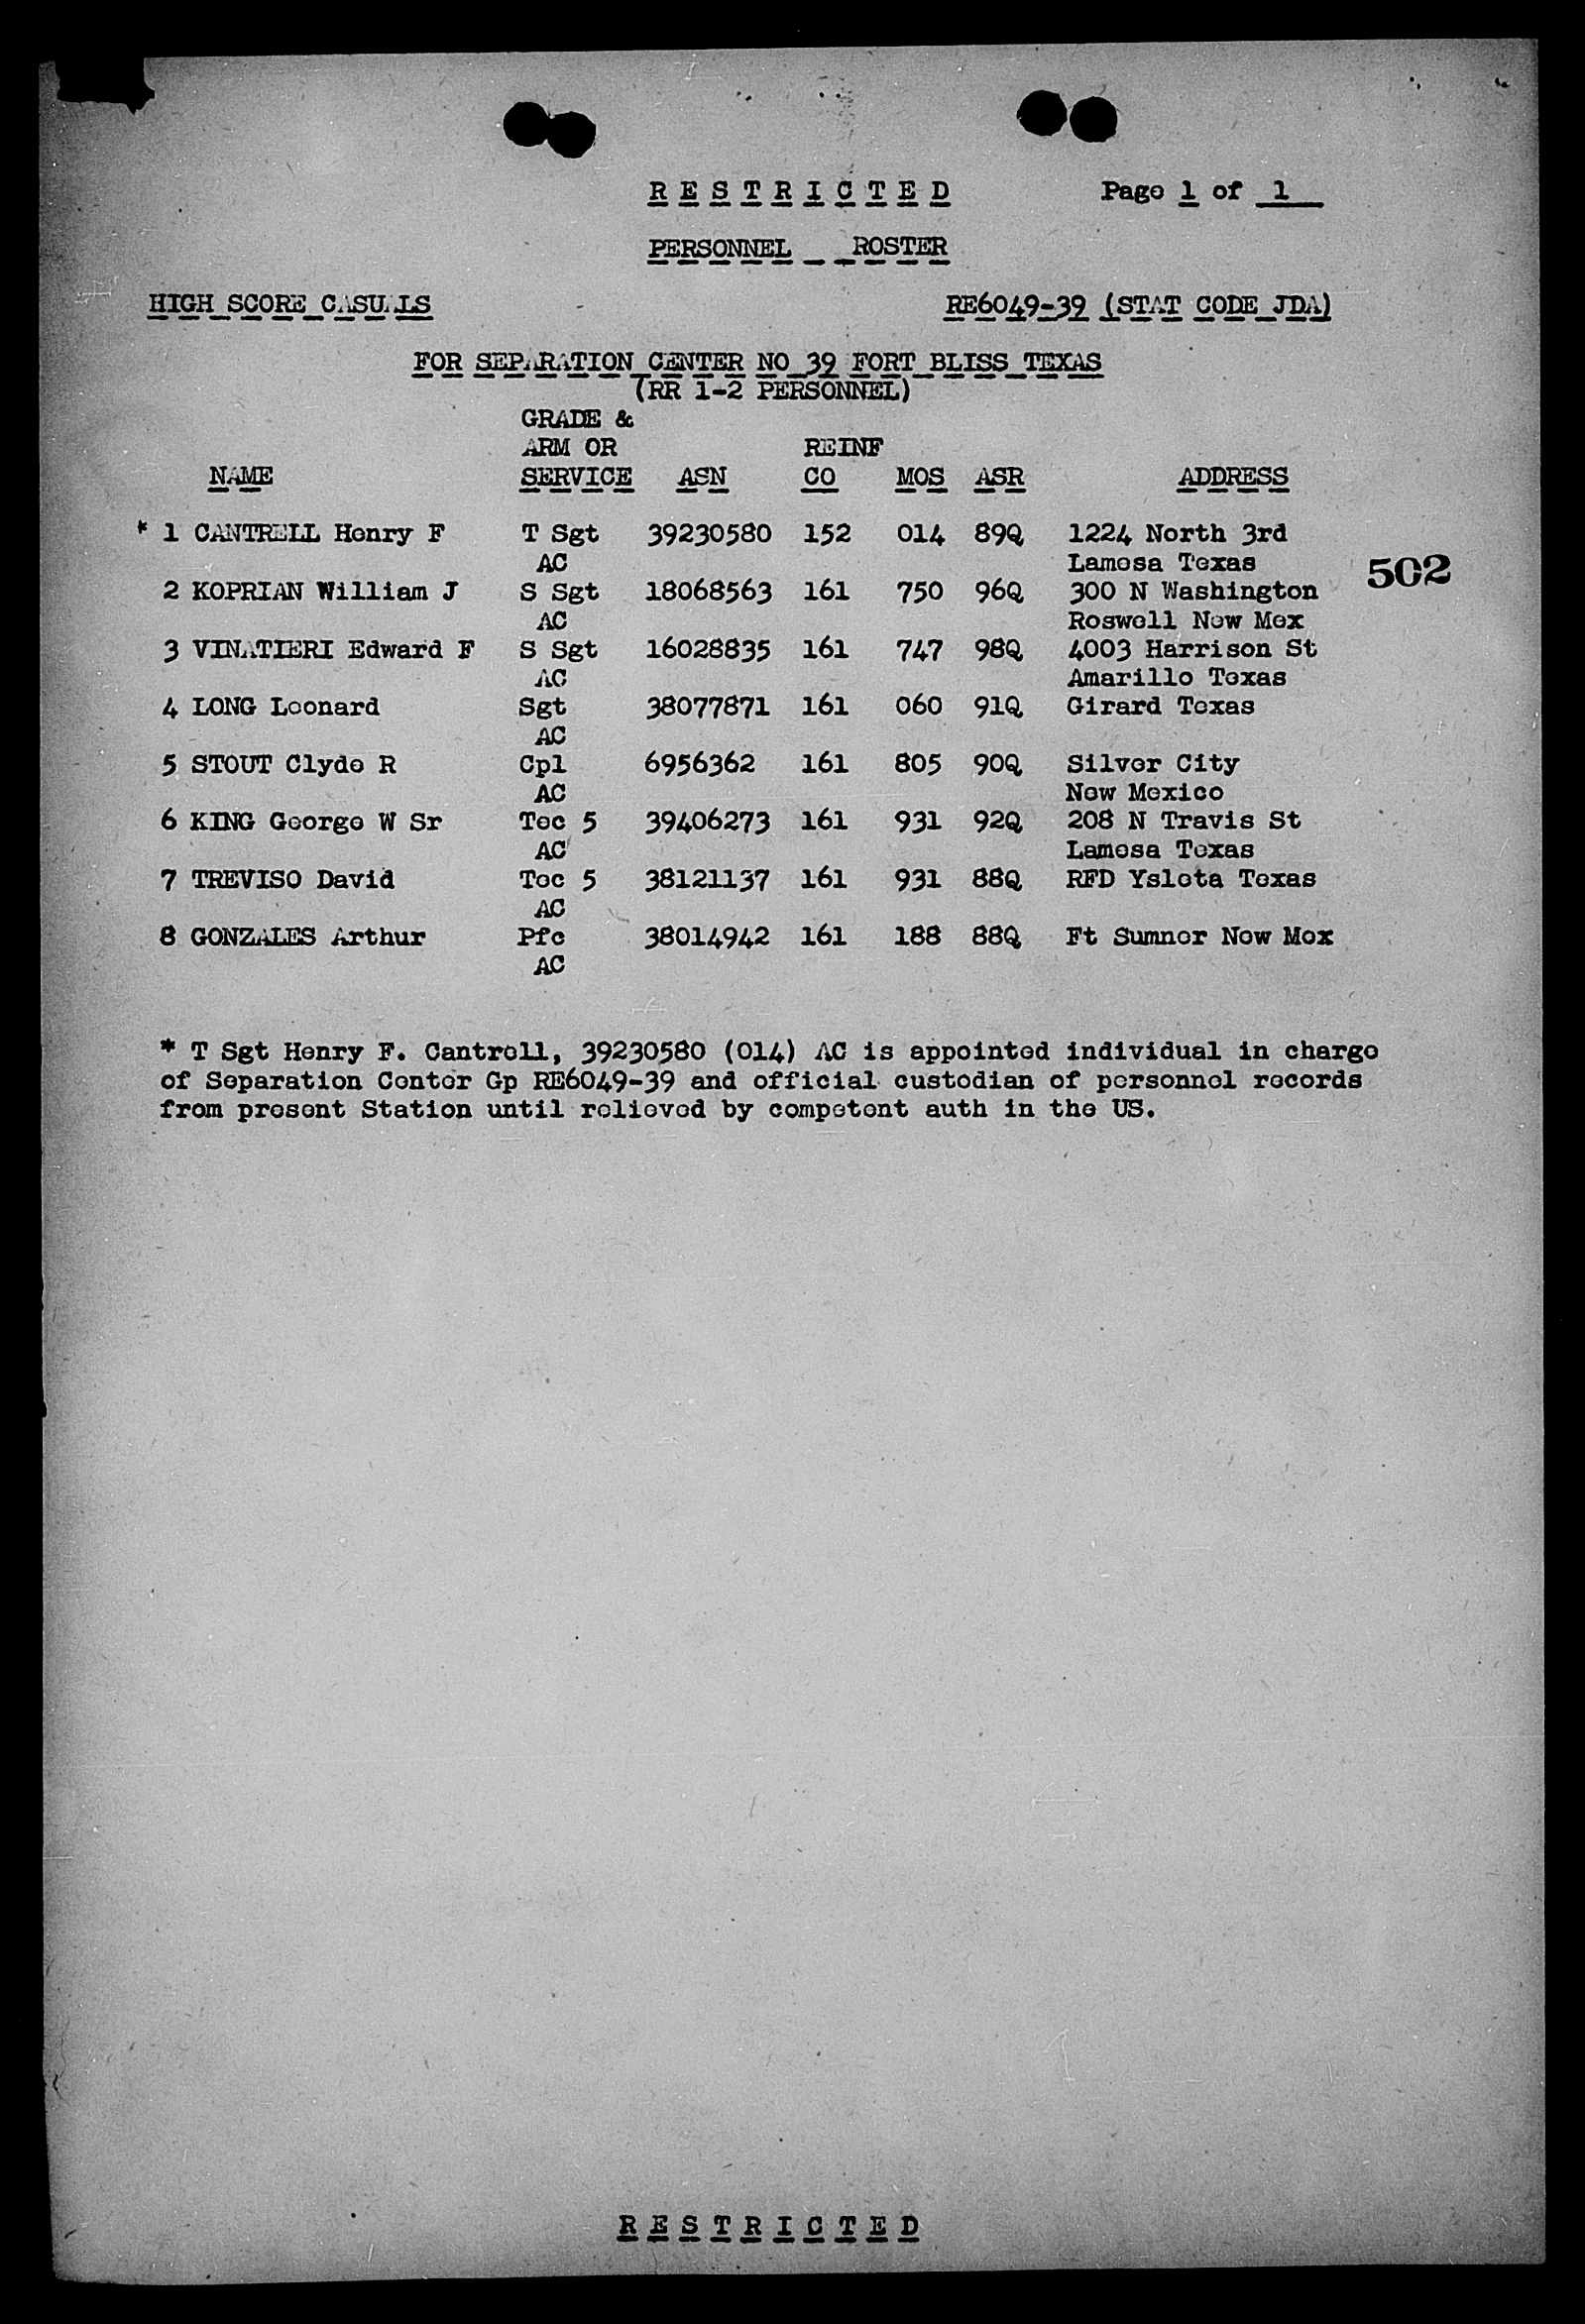 RESTRICTED Page 1 of 1
PERSONNEL ROSTER
HIGH SCORE CASUALS RE6049-39 (STAT CODE JDA)
FOR SEPARATION CENTER NO 39 FORT BLISS TEXAS
(RR 1-2 PERSONNEL)
GRADE &
ARM OR REINF
NAME SERVICE ASN CO MOS ASR ADDRESS
* 1 CANTRELL Henry F T Sgt 39230580 152 014 89Q 1224 North 3rd
AC Lamesa Texas
502
2 KOPRIAN William J S Sgt 18068563 161 750 96Q 300 N Washington
AC Roswell New Mex
3 VINATIERI Edward F S Sgt 16028835 161 747 98Q 4003 Harrison St
AC Amarillo Texas
4 LONG Leonard Sgt 38077871 161 060 91Q Girard Texas
AC
5 STOUT Clyde R Cpl 6956362 161 805 90Q Silver City
AC New Mexico
6 KING George W Sr Tec 5 39406273 161 931 92Q 208 N Travis St
AC Lamesa Texas
7 TREVISO David Tec 5 38121137 161 931 88Q RFD Ysleta Texas
AC
8 GONZALES Arthur Pfc 38014942 161 188 88Q Ft Sumner New Mex
AC
* T Sgt Henry F. Cantrell, 39230580 (014) AC is appointed individual in charge
of Separation Center Gp RE6049-39 and official custodian of personnel records
from present Station until relieved by competent auth in the US.
RESTRICTED